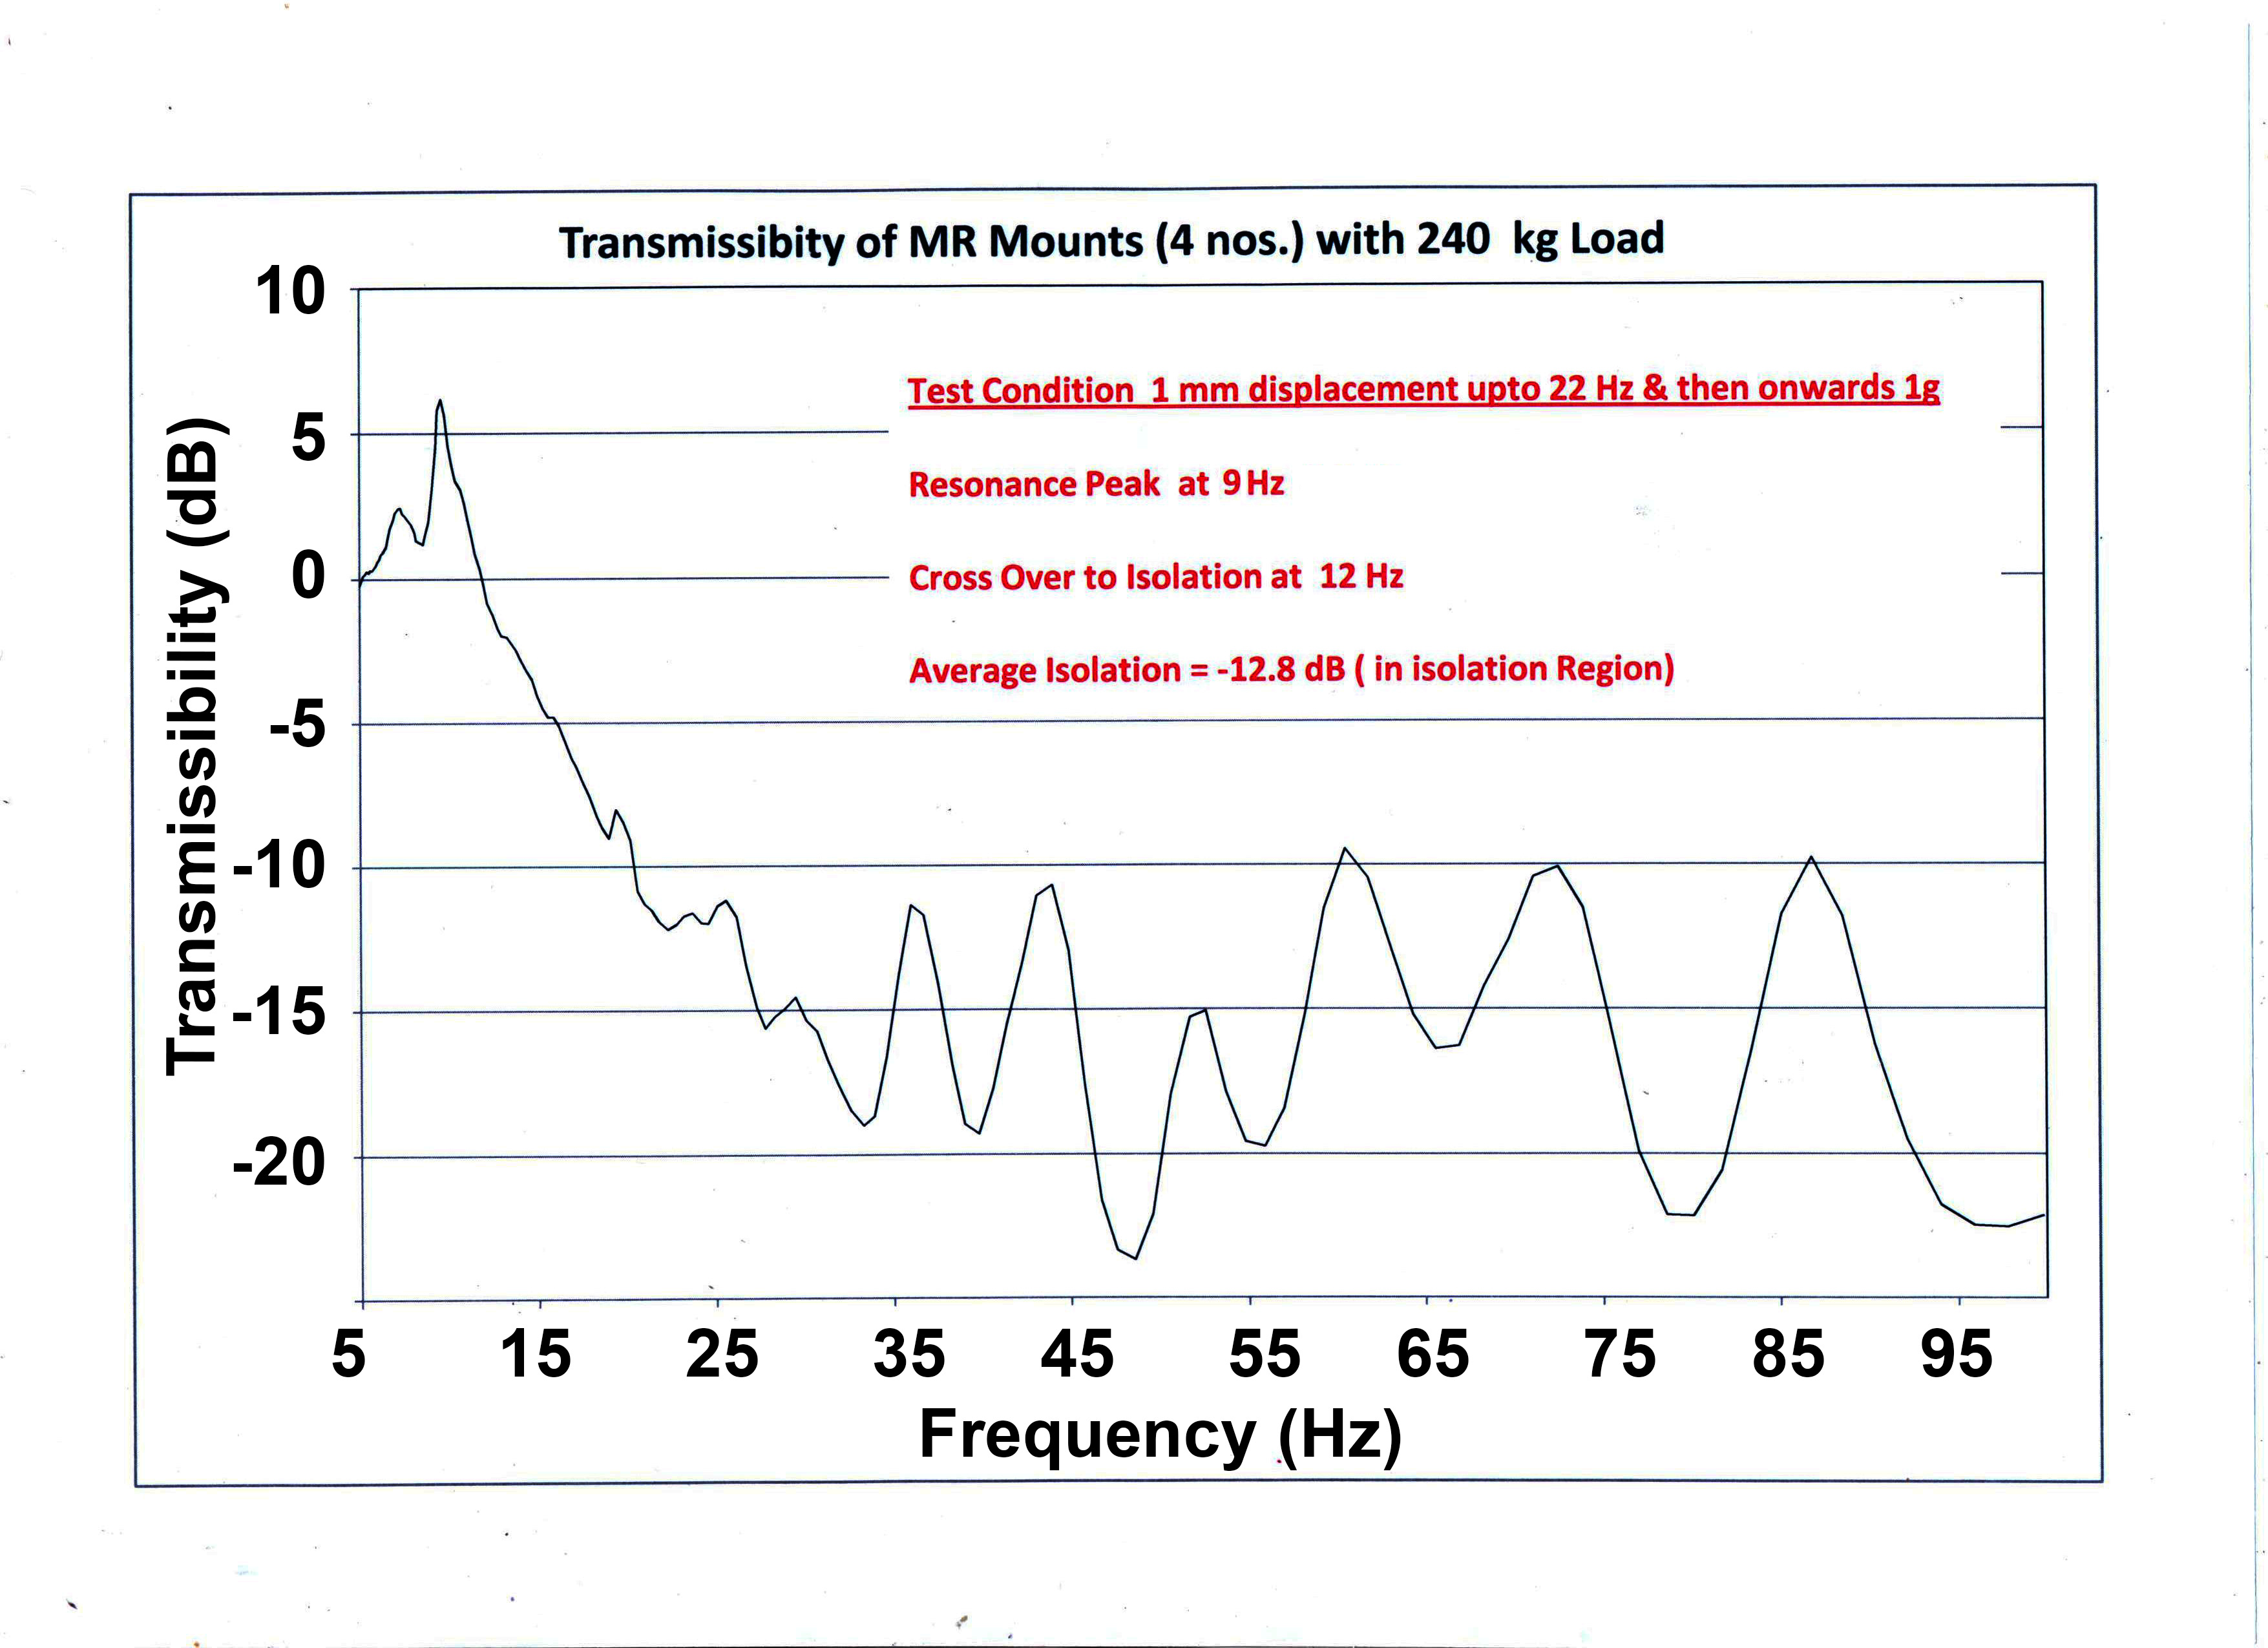 Transmissibity of MR Mounts (4 nos.) with 240 kg Load
10
Test Condition 1 mm displacement upto 22 Hz & then onwards 1g
5
Resonance Peak at 9 Hz
0
Cross Over to Isolation at 12 Hz
Average Isolation = -12.8 dB ( in isolation Region)
-5
-10
-15
-20
Transmissibility (dB)
5 15 25 35 45 55 65 75 85 95
Frequency (Hz)